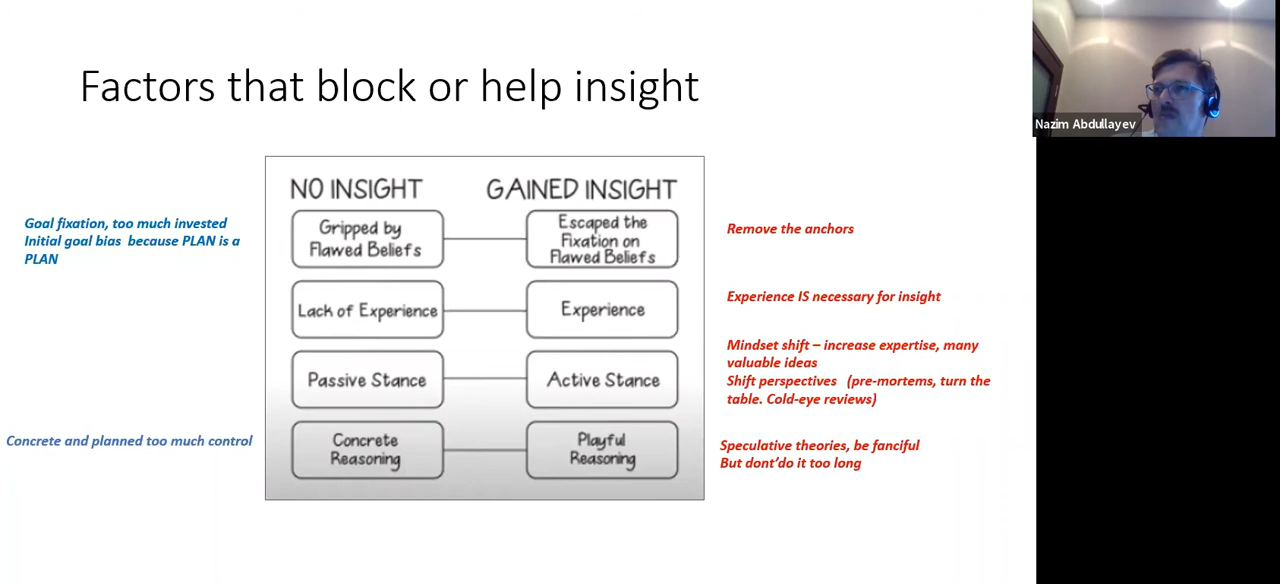 Factors that block or help insight
Nazim Abdullayev
NO INSIGHT
GAINED INSIGHT
Goal fixation, too much invested
Initial goal bias because PLAN is a
PLAN
Gripped by
Flawed Beliefs
Escaped the
Fixation on
Flawed Beliefs
Remove the anchors
Lack of Experience
Experience
Experience IS necessary for insight
Passive Stance
Active Stance
Mindset shift – increase expertise, many
valuable ideas
Shift perspectives (pre-mortems, turn the
table. Cold-eye reviews)
Concrete and planned too much control
Concrete
Reasoning
Playful
Reasoning
Speculative theories, be fanciful
But dont'do it too long